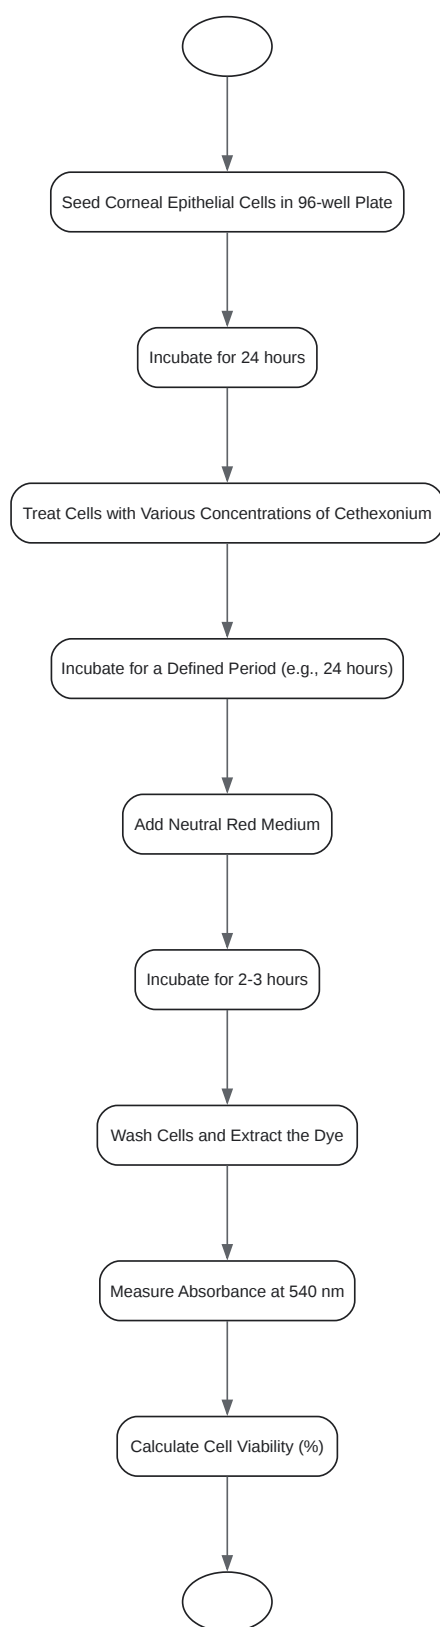 Seed Corneal Epithelial Cells in 96-well Plate
Incubate for 24 hours
Treat Cells with Various Concentrations of Cethexonium
Incubate for a Defined Period (e.g., 24 hours)
Add Neutral Red Medium
Incubate for 2-3 hours
Wash Cells and Extract the Dye
Measure Absorbance at 540 nm
Calculate Cell Viability (%)